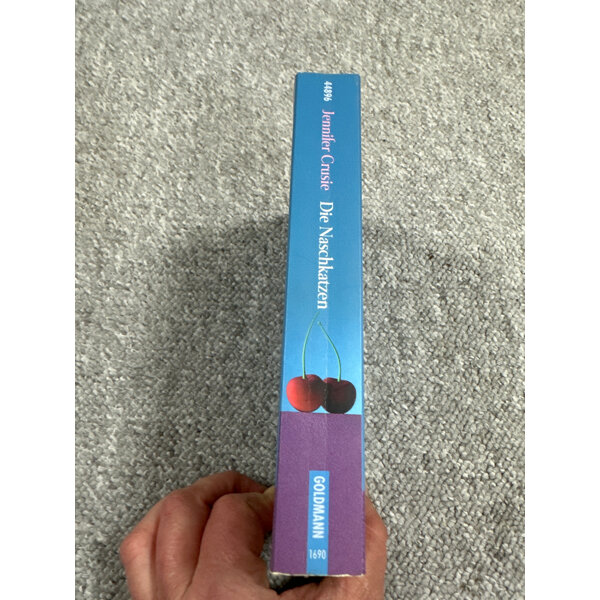 44896
Jennifer Crusie
Die Naschkatzen
GOLDMANN
1690